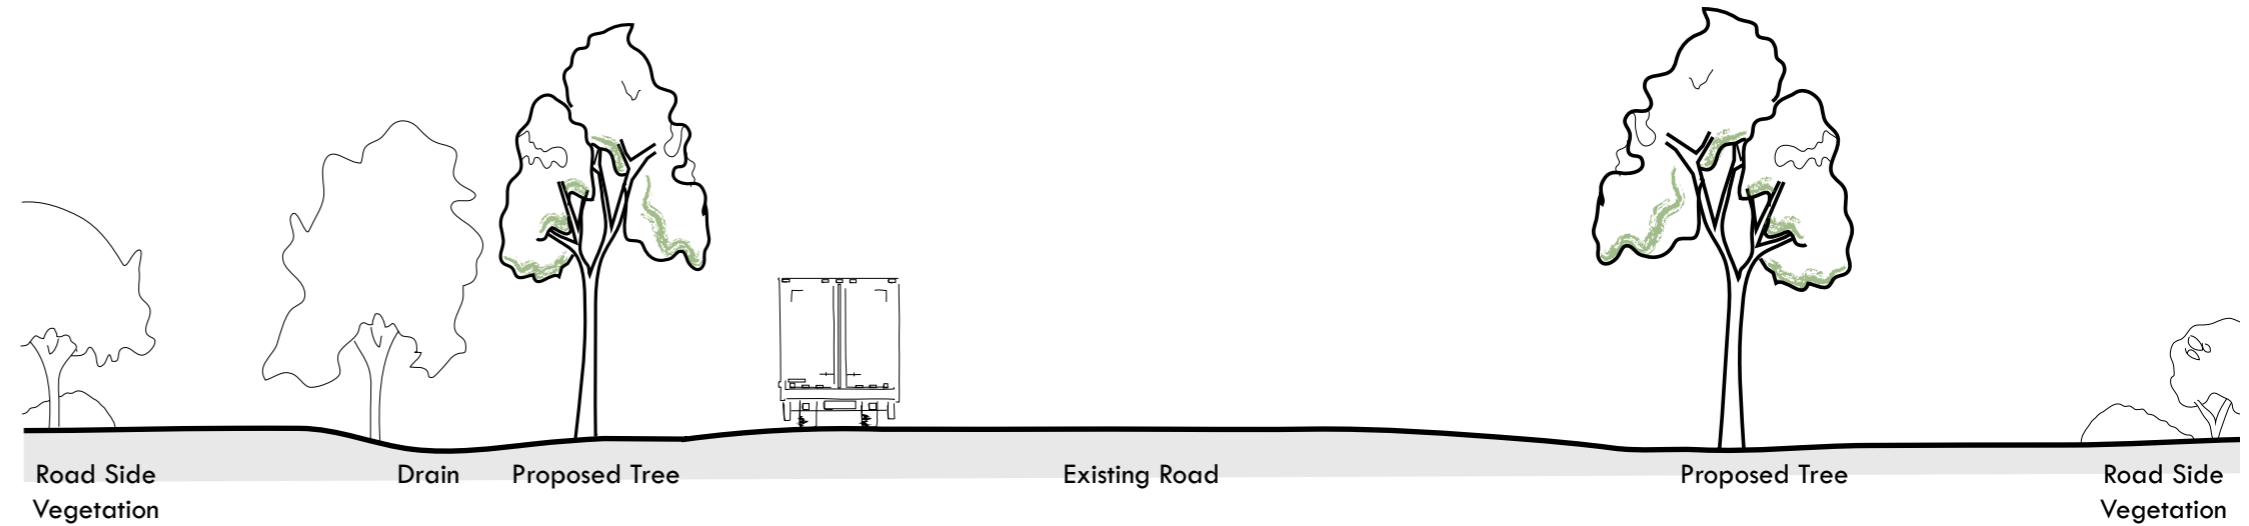 Road Side
Vegetation
Drain
Proposed Tree
Existing Road
Proposed Tree
Road Side
Vegetation